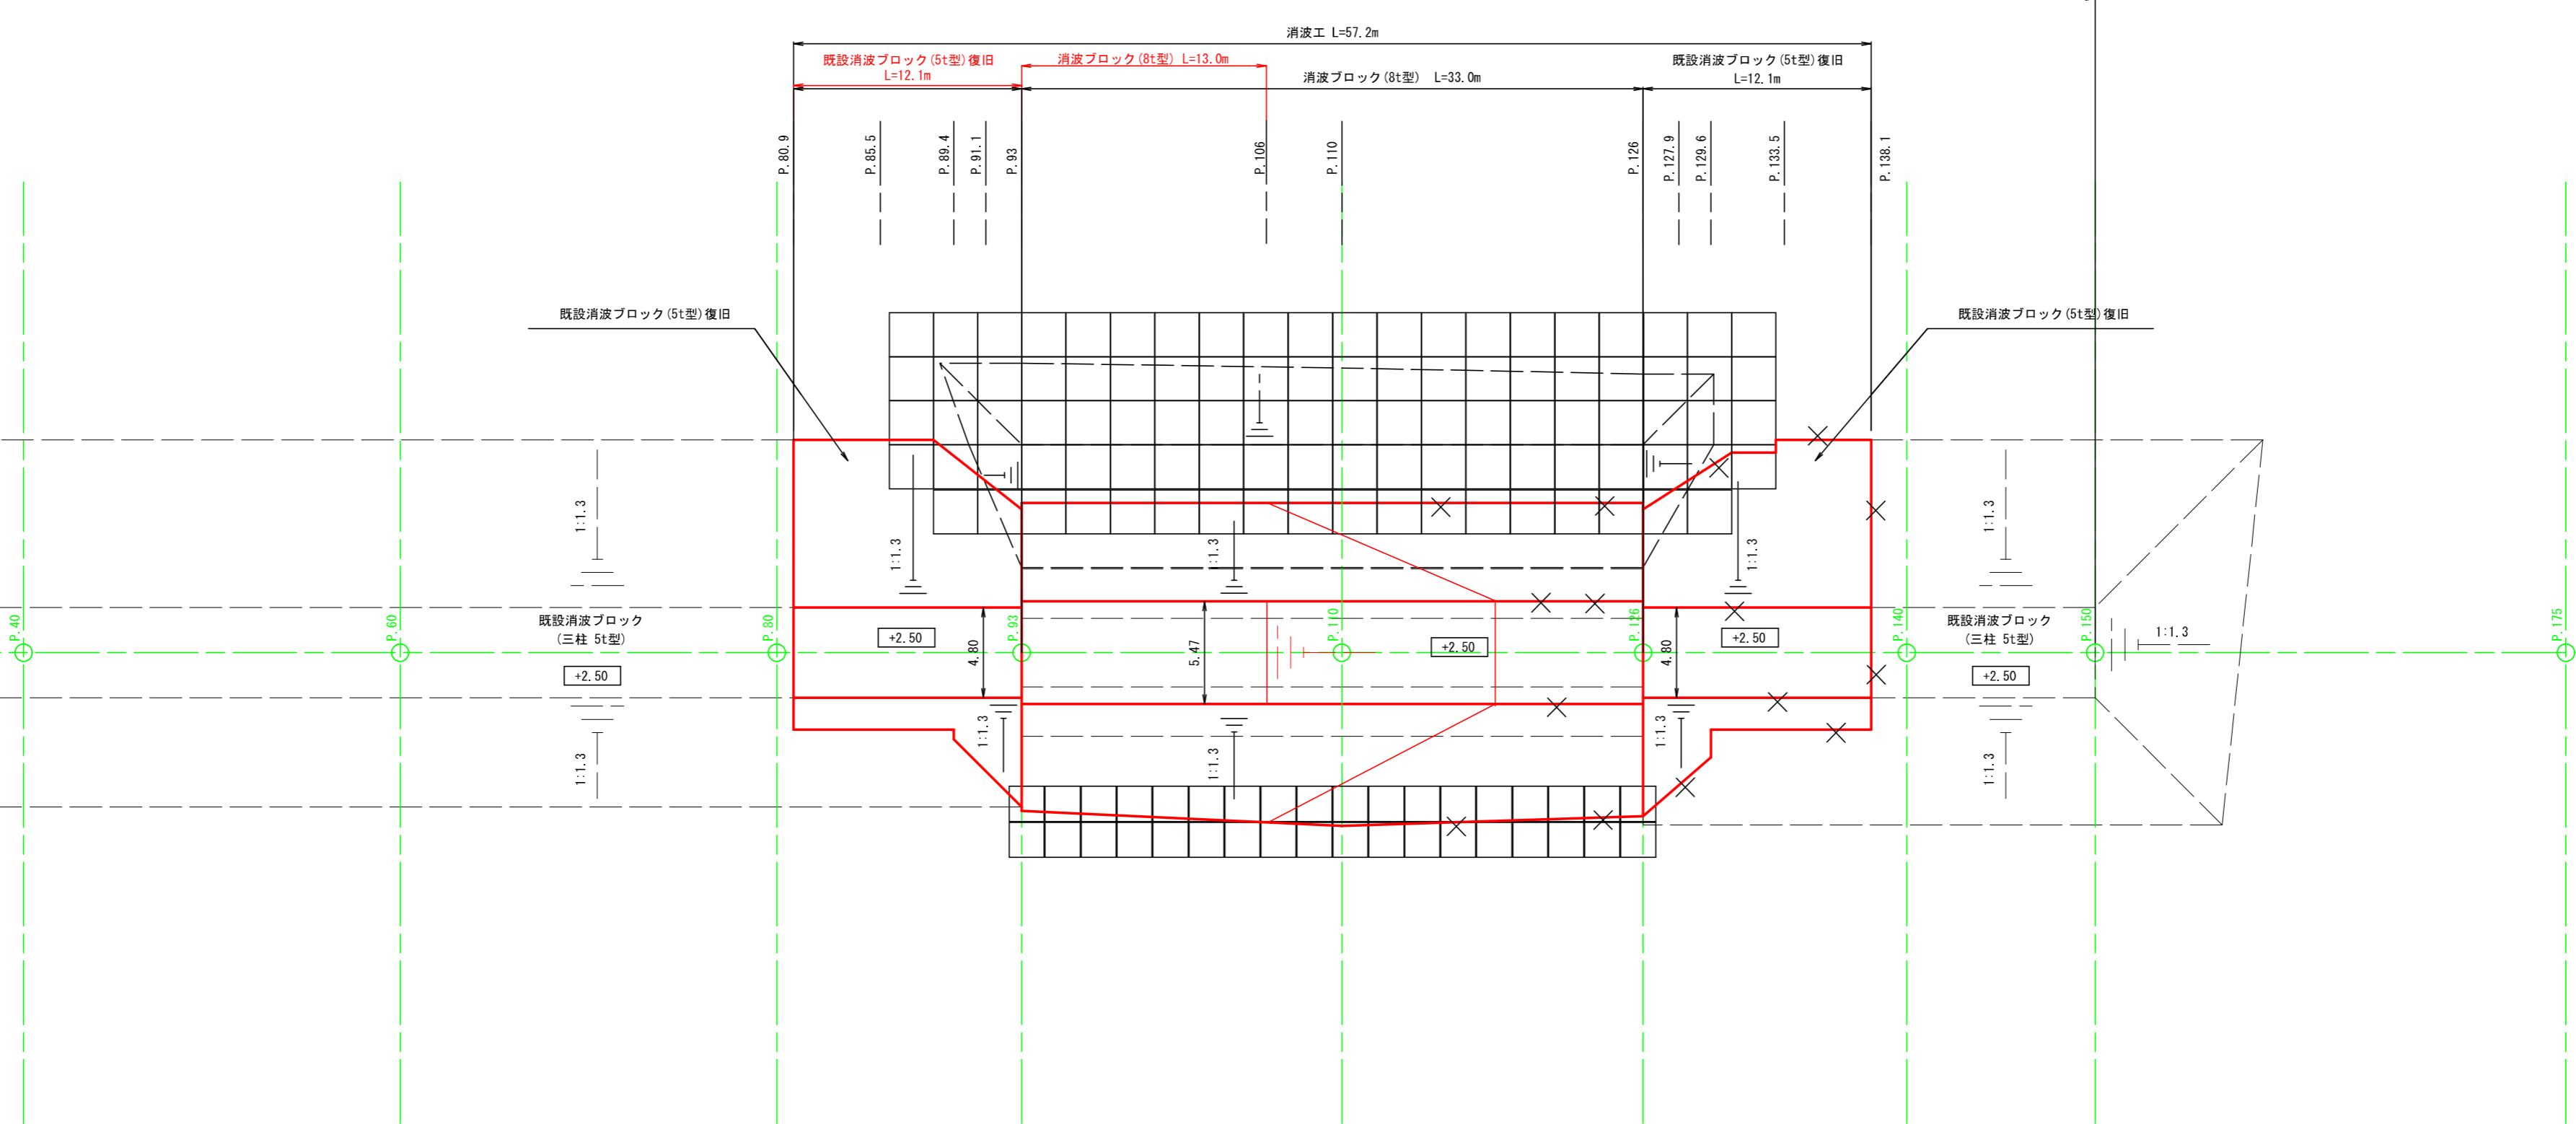 消波工 L=57.2m
既設消波ブロック(5t型)復旧
L=12.1m
消波ブロック(8t型) L=13.0m
消波ブロック(8t型) L=33.0m
既設消波ブロック(5t型)復旧
L=12.1m
P.80.9
P.85.5
P.89.4
P.91.1
P.93
P.106
P.110
P.126
P.127.9
P.129.6
P.133.5
P.138.1
既設消波ブロック(5t型)復旧
既設消波ブロック(5t型)復旧
1:1.3
1:1.3
1:1.3
1:1.3
1:1.3
P.40
P.60
既設消波ブロック
(三柱 5t型)
+2.50
P.80
+2.50
4.80
P.93
5.47
P.110
+2.50
P.126
4.80
+2.50
P.140
既設消波ブロック
(三柱 5t型)
+2.50
P.150
1:1.3
P.175
1:1.3
1:1.3
1:1.3
1:1.3
1:1.3